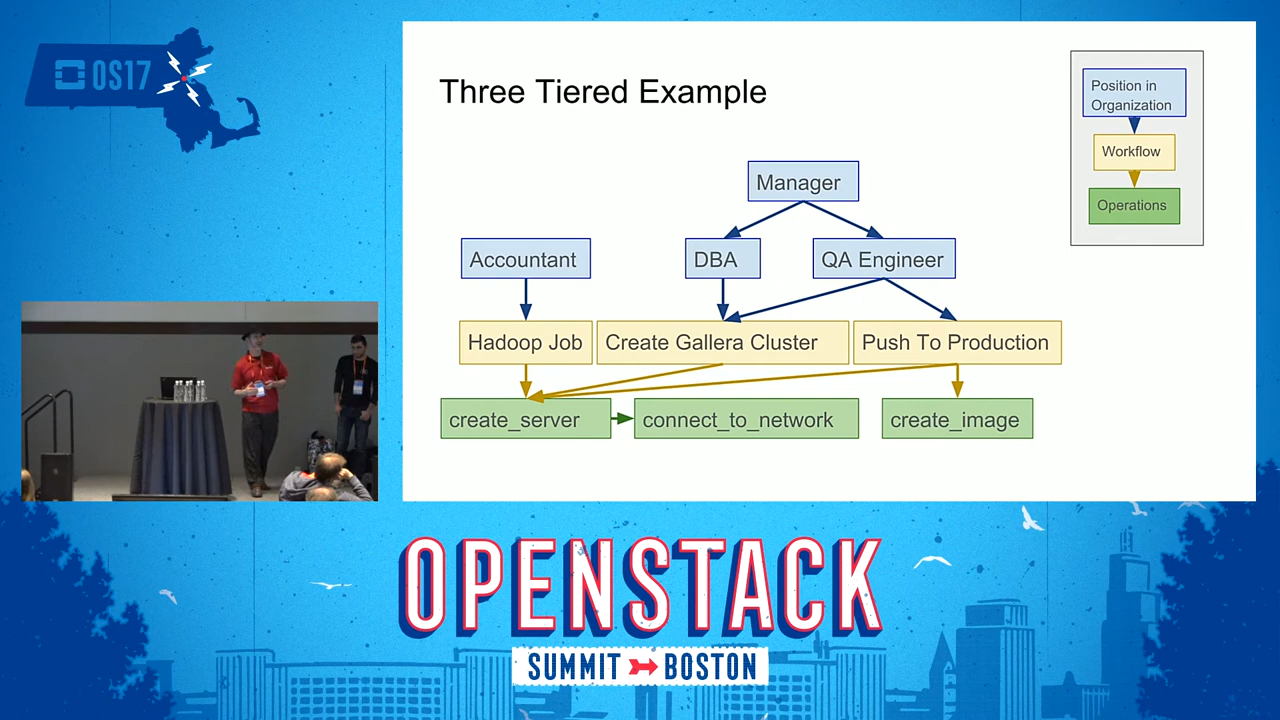 OS17
Three Tiered Example
Position in
Organization
Workflow
Operations
Manager
Accountant
DBA
QA Engineer
Hadoop Job
Create Gallera Cluster
Push To Production
create_server
connect_to_network
create_image
OPENSTACK
SUMMIT BOSTON